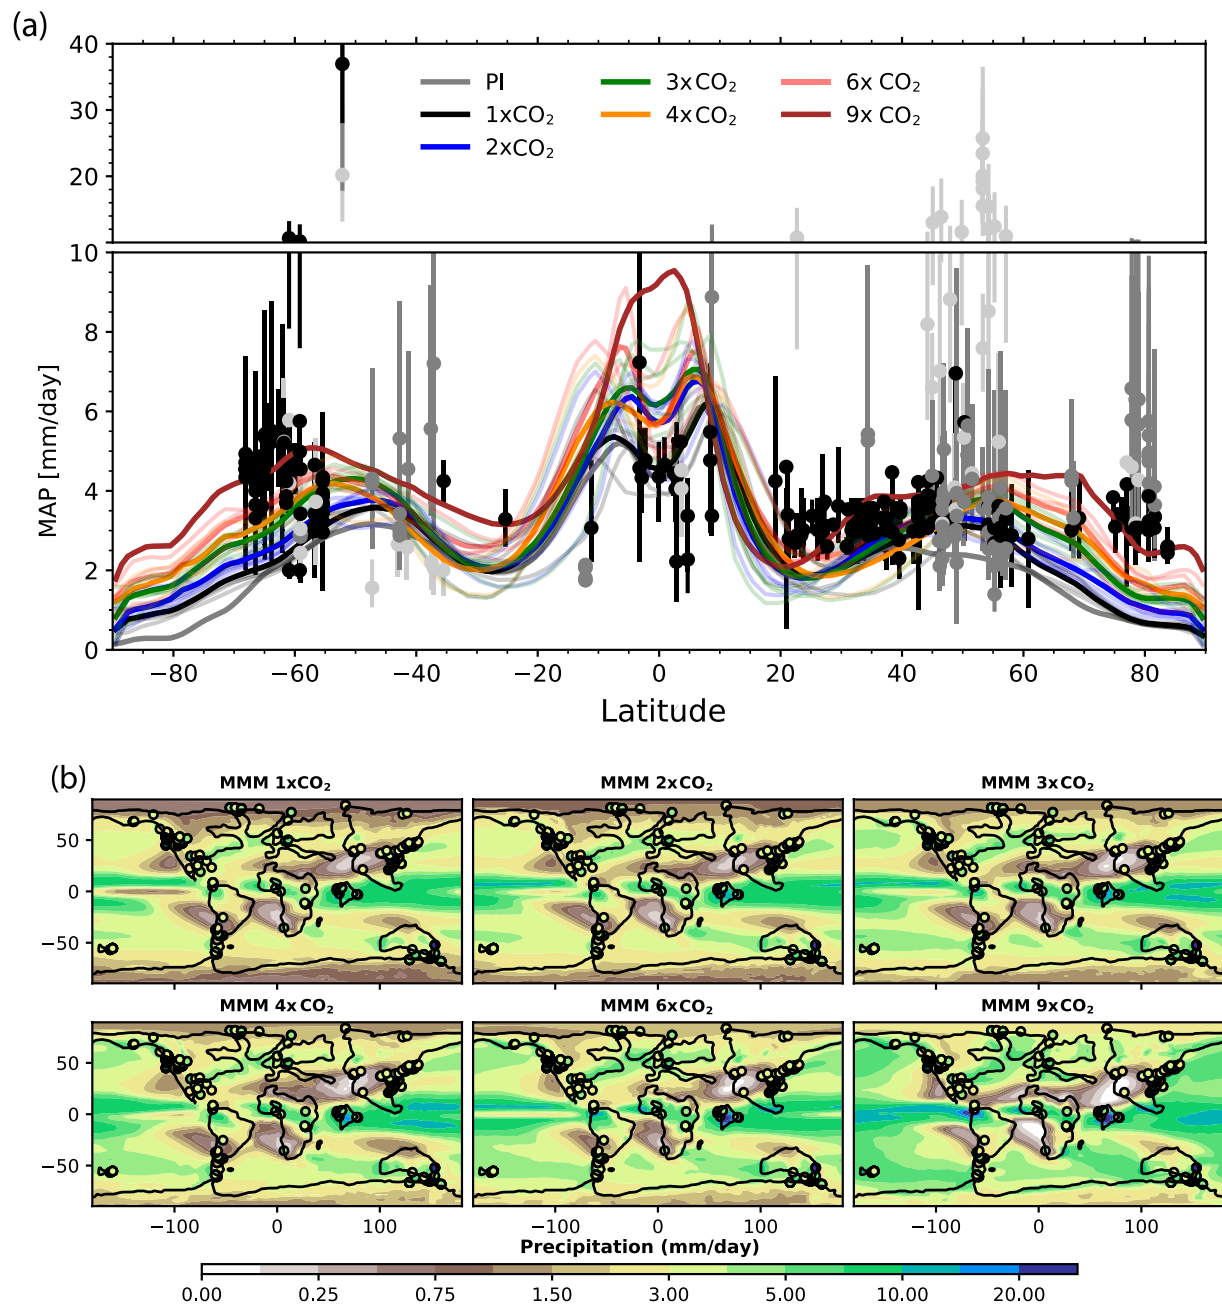 (a)
40
30
20
PI
1xCO₂
2xCO₂
3xCO₂
4xCO₂
6x CO₂
9x CO₂
10
8
6
4
2
0
MAP [mm/day]
−80 −60 −40 −20 0 20 40 60 80
Latitude
(b)
MMM 1xCO₂ MMM 2xCO₂ MMM 3xCO₂
50
0
−50
MMM 4xCO₂ MMM 6xCO₂ MMM 9xCO₂
50
0
−50
−100 0 100 −100 0 100 −100 0 100
Precipitation (mm/day)
0.00 0.25 0.75 1.50 3.00 5.00 10.00 20.00